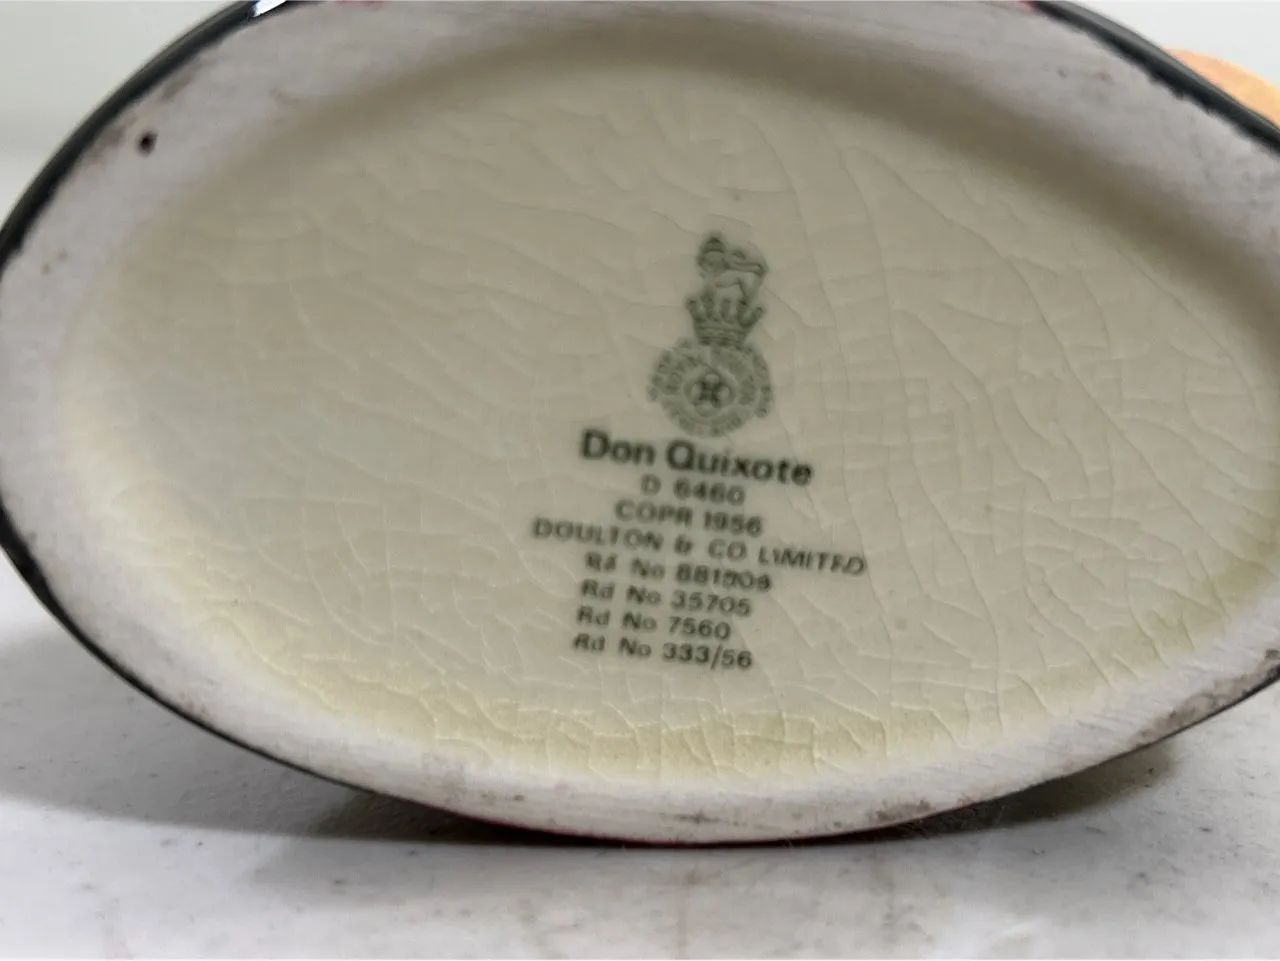 Don Quixote
D 6460
COPR 1956
DOULTON & CO LIMITED
Rd No 881909
Rd No 35705
Rd No 7560
Rd No 333/56